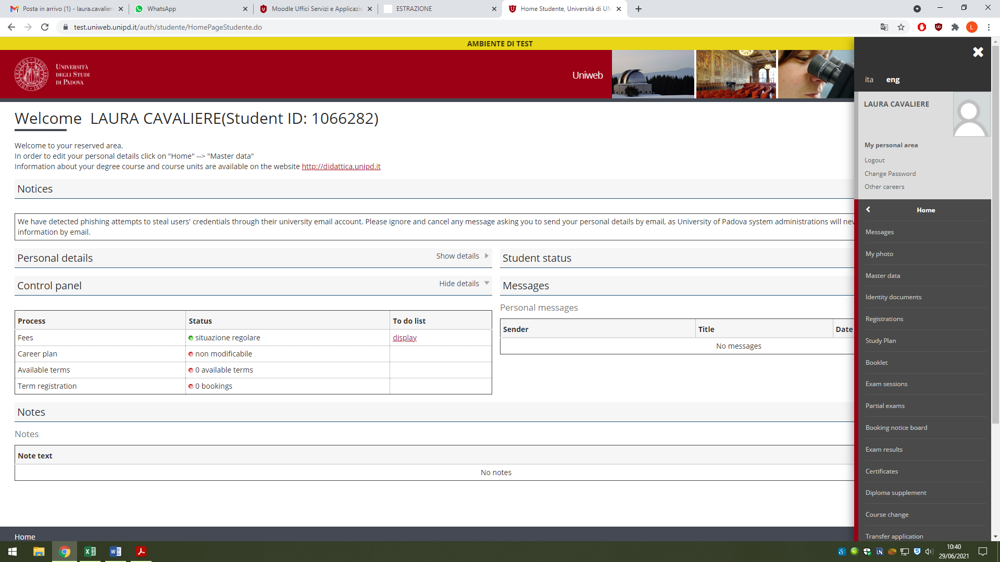 Posta in arrivo (1) - laura.cavalier
WhatsApp
Moodle Uffici Servizi e Applicazio
ESTRAZIONE
Home Studente, Università di UN
test.uniweb.unipd.it/auth/studente/HomePageStudente.do
L
AMBIENTE DI TEST
UNIVERSITÀ
DEGLI STUDI
DI PADOVA
Uniweb
ita eng
LAURA CAVALIERE
My personal area
Logout
Change Password
Other careers
Home
Messages
My photo
Master data
Identity documents
Registrations
Study Plan
Booklet
Exam sessions
Partial exams
Booking notice board
Exam results
Certificates
Diploma supplement
Course change
Transfer application
Welcome LAURA CAVALIERE(Student ID: 1066282)
Welcome to your reserved area.
In order to edit your personal details click on "Home" --> "Master data"
Information about your degree course and course units are available on the website http://didattica.unipd.it
Notices
We have detected phishing attempts to steal users' credentials through their university email account. Please ignore and cancel any message asking you to send your personal details by email, as University of Padova system administrations will nev
information by email.
Personal details Show details
Student status
Control panel Hide details
Process Status To do list
Fees situazione regolare display
Career plan non modificabile
Available terms 0 available terms
Term registration 0 bookings
Messages
Personal messages
Sender Title Date
No messages
Notes
Notes
Note text
No notes
Home
10:40
29/06/2021